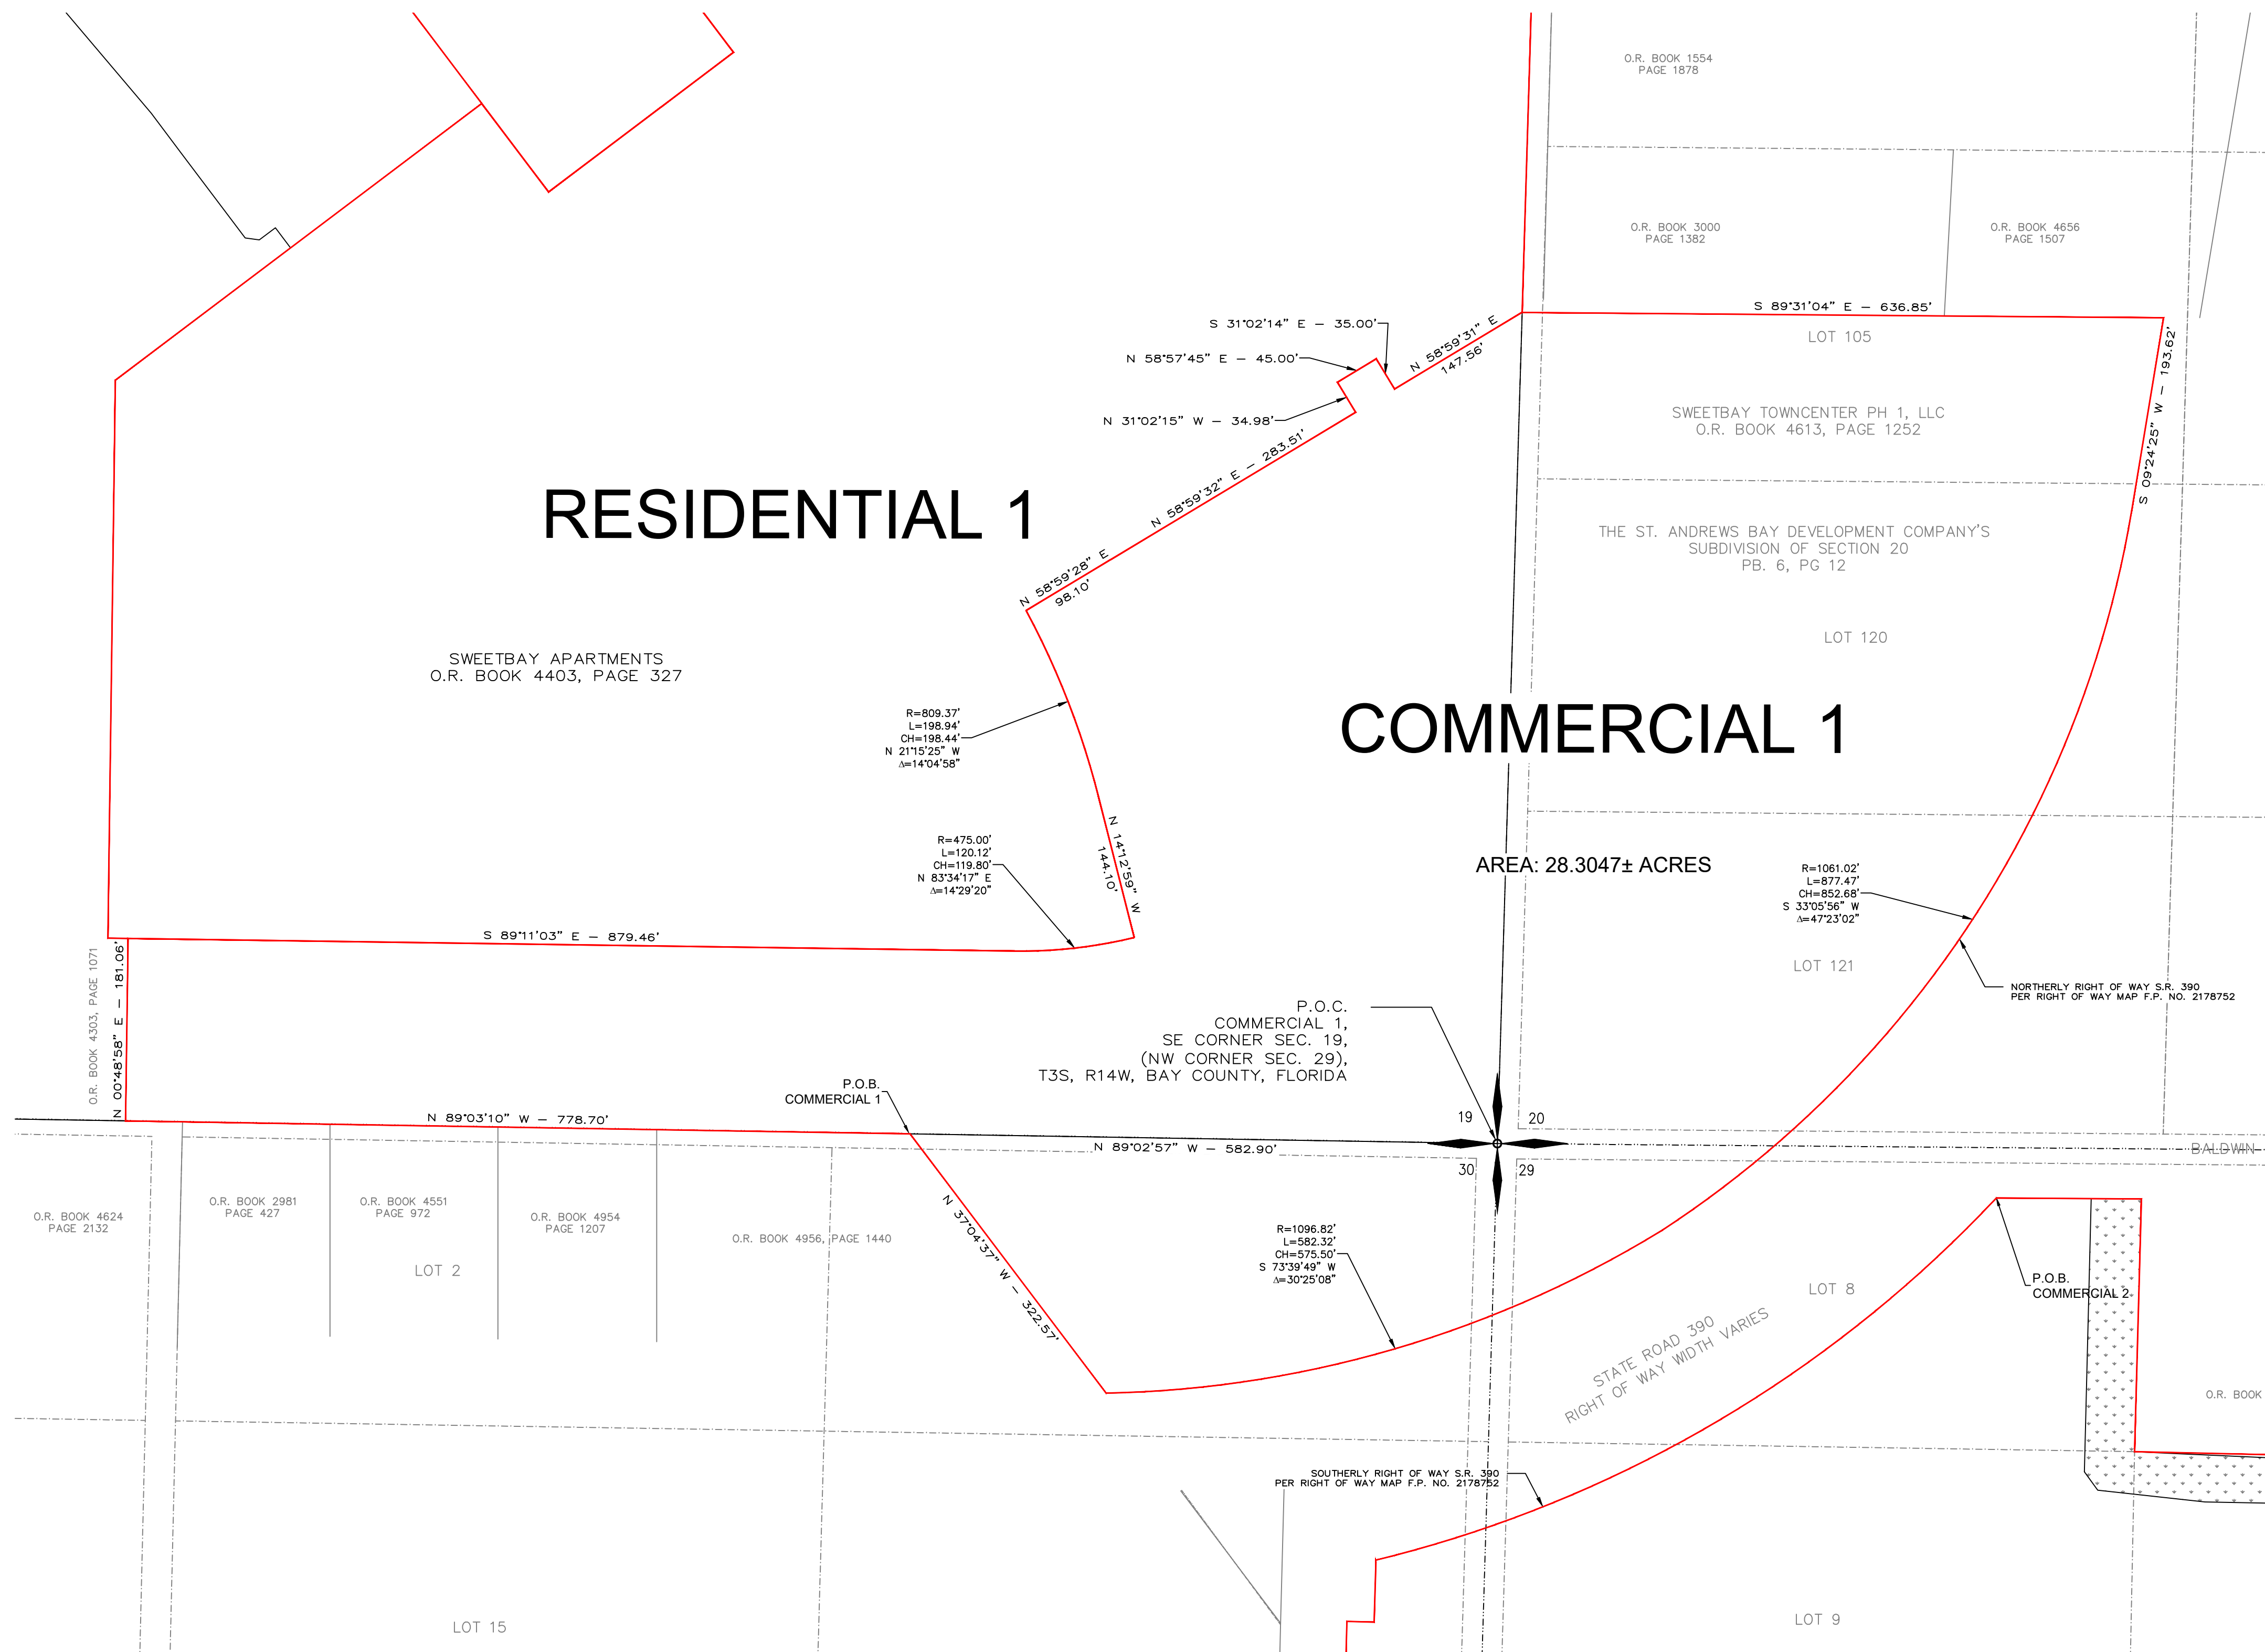 O.R. BOOK 1554
PAGE 1878
O.R. BOOK 3000
PAGE 1382
O.R. BOOK 4656
PAGE 1507
S 89°31'04" E – 636.85'
LOT 105
S 31°02'14" E – 35.00'
N 58°57'45" E – 45.00'
N 31°02'15" W – 34.98'
N 58°59'31" E
147.56'
S 09°24'25" W – 193.62'
SWEETBAY TOWNCENTER PH 1, LLC
O.R. BOOK 4613, PAGE 1252
N 58°59'32" E – 283.51'
RESIDENTIAL 1
THE ST. ANDREWS BAY DEVELOPMENT COMPANY'S
SUBDIVISION OF SECTION 20
PB. 6, PG 12
N 58°59'28" E
98.10'
LOT 120
SWEETBAY APARTMENTS
O.R. BOOK 4403, PAGE 327
R=809.37'
L=198.94'
CH=198.44'
N 21°15'25" W
Δ=14°04'58"
COMMERCIAL 1
R=475.00'
L=120.12'
CH=119.80'
N 83°34'17" E
Δ=14°29'20"
N 14°12'59" W
144.10'
AREA: 28.3047± ACRES
R=1061.02'
L=877.47'
CH=852.68'
S 33°05'56" W
Δ=47°23'02"
S 89°11'03" E – 879.46'
LOT 121
NORTHERLY RIGHT OF WAY S.R. 390
PER RIGHT OF WAY MAP F.P. NO. 2178752
O.R. BOOK 4303, PAGE 1071
N 00°48'58" E – 181.06'
P.O.C.
COMMERCIAL 1,
SE CORNER SEC. 19,
(NW CORNER SEC. 29),
T3S, R14W, BAY COUNTY, FLORIDA
P.O.B.
COMMERCIAL 1
N 89°03'10" W – 778.70'
19
20
N 89°02'57" W – 582.90'
BALDWIN
30
29
O.R. BOOK 4624
PAGE 2132
O.R. BOOK 2981
PAGE 427
O.R. BOOK 4551
PAGE 972
O.R. BOOK 4954
PAGE 1207
O.R. BOOK 4956, PAGE 1440
LOT 2
N 37°04'37" W – 322.57'
R=1096.82'
L=582.32'
CH=575.50'
S 73°39'49" W
Δ=30°25'08"
LOT 8
P.O.B.
COMMERCIAL 2
STATE ROAD 390
RIGHT OF WAY WIDTH VARIES
O.R. BOOK
SOUTHERLY RIGHT OF WAY S.R. 390
PER RIGHT OF WAY MAP F.P. NO. 2178752
LOT 15
LOT 9